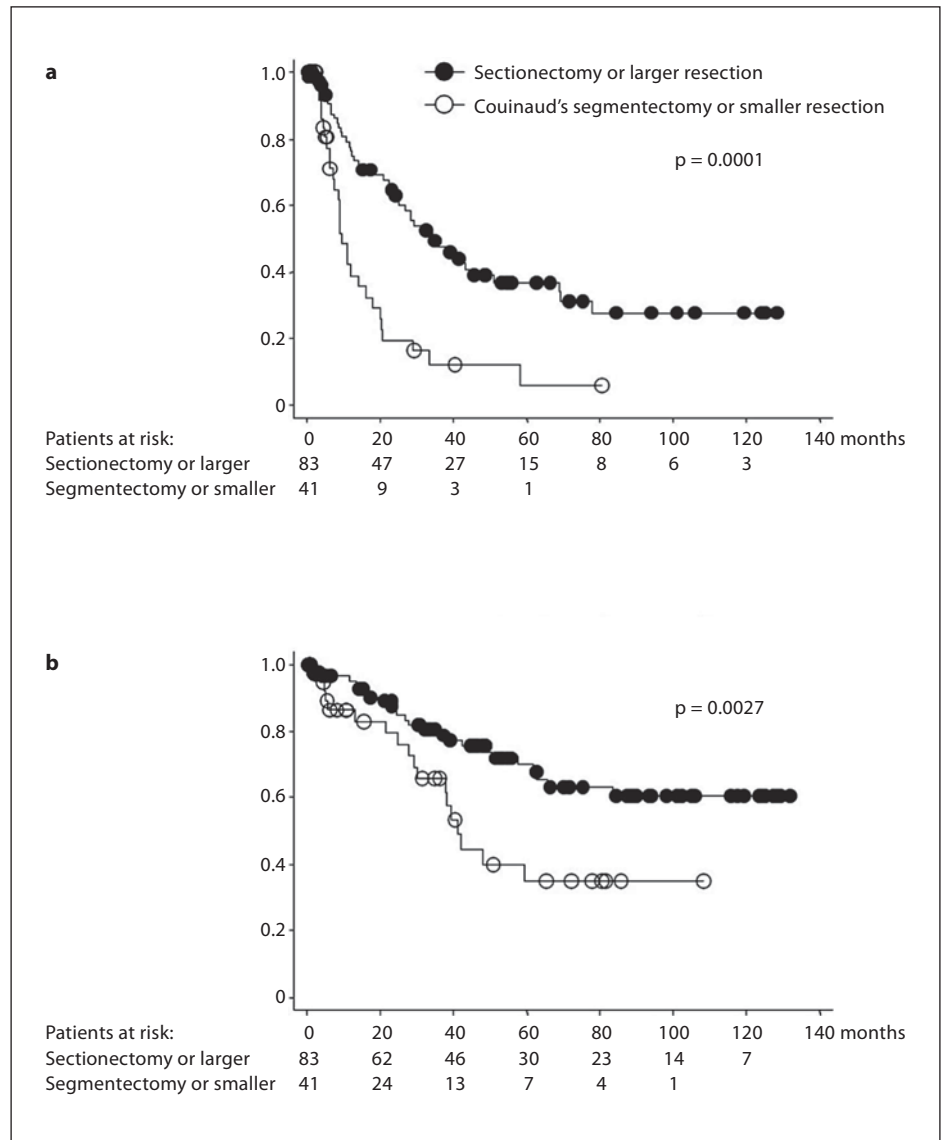 a
Sectionectomy or larger resection
Couinaud's segmentectomy or smaller resection
p = 0.0001
1.0
0.8
0.6
0.4
0.2
0
0 20 40 60 80 100 120 140 months
Patients at risk:
Sectionectomy or larger 83 47 27 15 8 6 3
Segmentectomy or smaller 41 9 3 1
b
p = 0.0027
1.0
0.8
0.6
0.4
0.2
0
0 20 40 60 80 100 120 140 months
Patients at risk:
Sectionectomy or larger 83 62 46 30 23 14 7
Segmentectomy or smaller 41 24 13 7 4 1